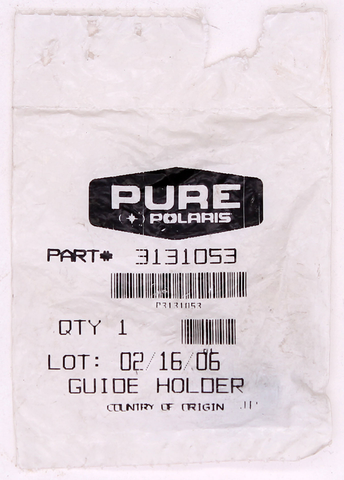 PURE
POLARIS
PART# 3131053
P3131053
QTY 1
LOT: 02/16/06
GUIDE HOLDER
COUNTRY OF ORIGIN